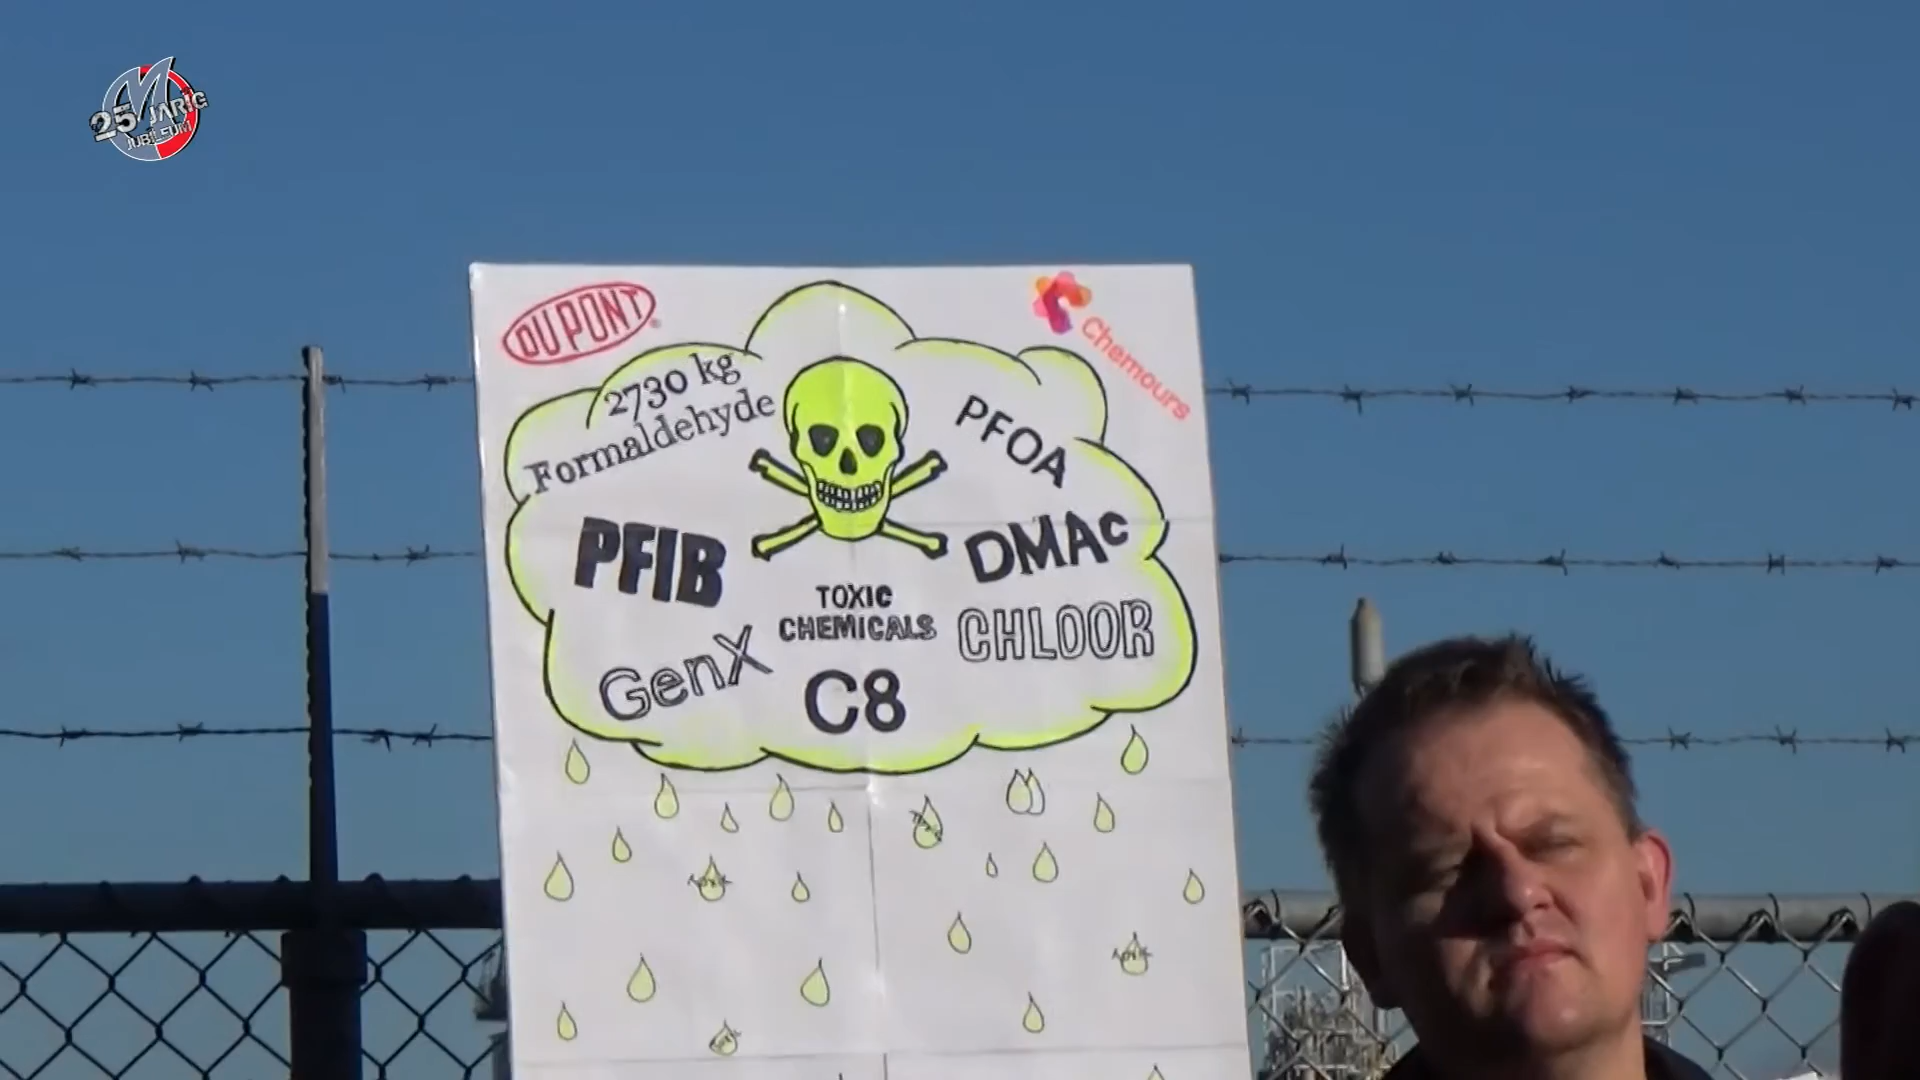 25 JARIG
JUBILEUM
DUPONT
Chemours
2730 kg
Formaldehyde
PFOA
PFIB
DMAc
TOXIC
CHEMICALS
CHLOOR
GenX
C8